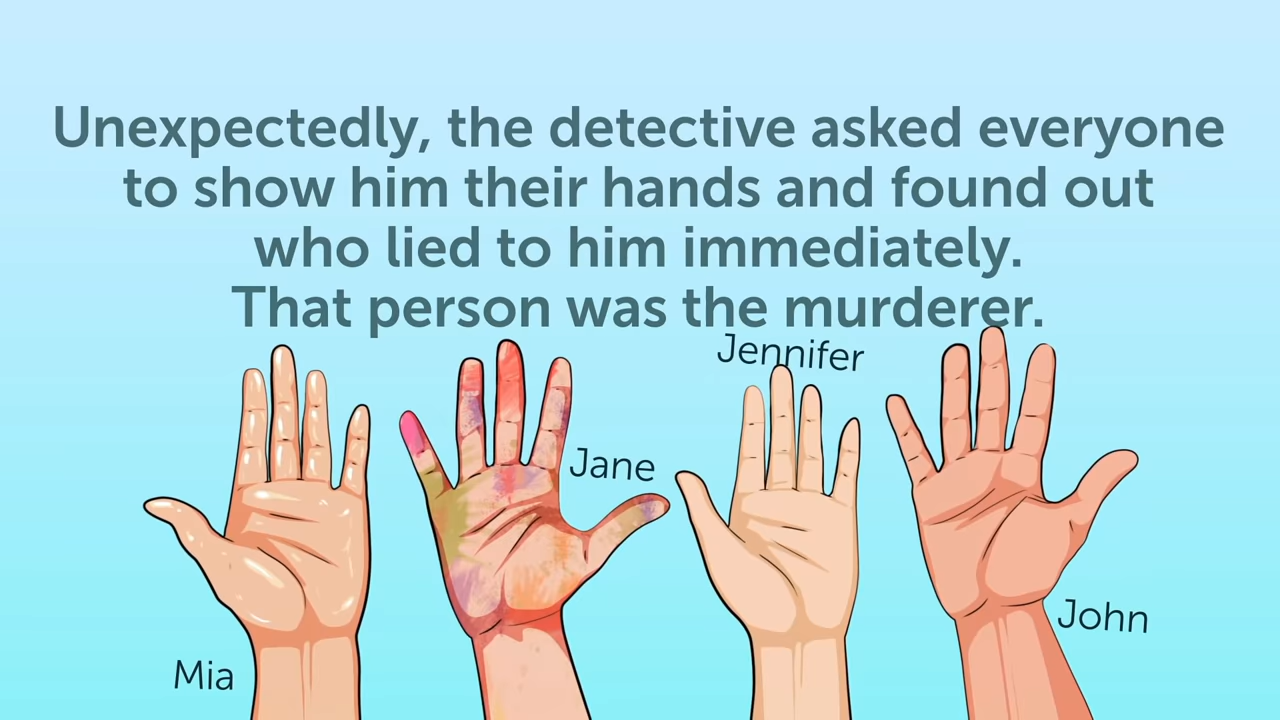 Unexpectedly, the detective asked everyone
to show him their hands and found out
who lied to him immediately.
That person was the murderer.
Jennifer
Jane
John
Mia